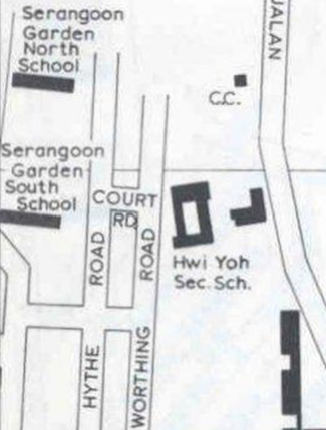 Serangoon
Garden
North
School
JALAN
C.C.
Serangoon
Garden
South
School
COURT
RD
ROAD
ROAD
Hwi Yoh
Sec. Sch.
HYTHE
WORTHING